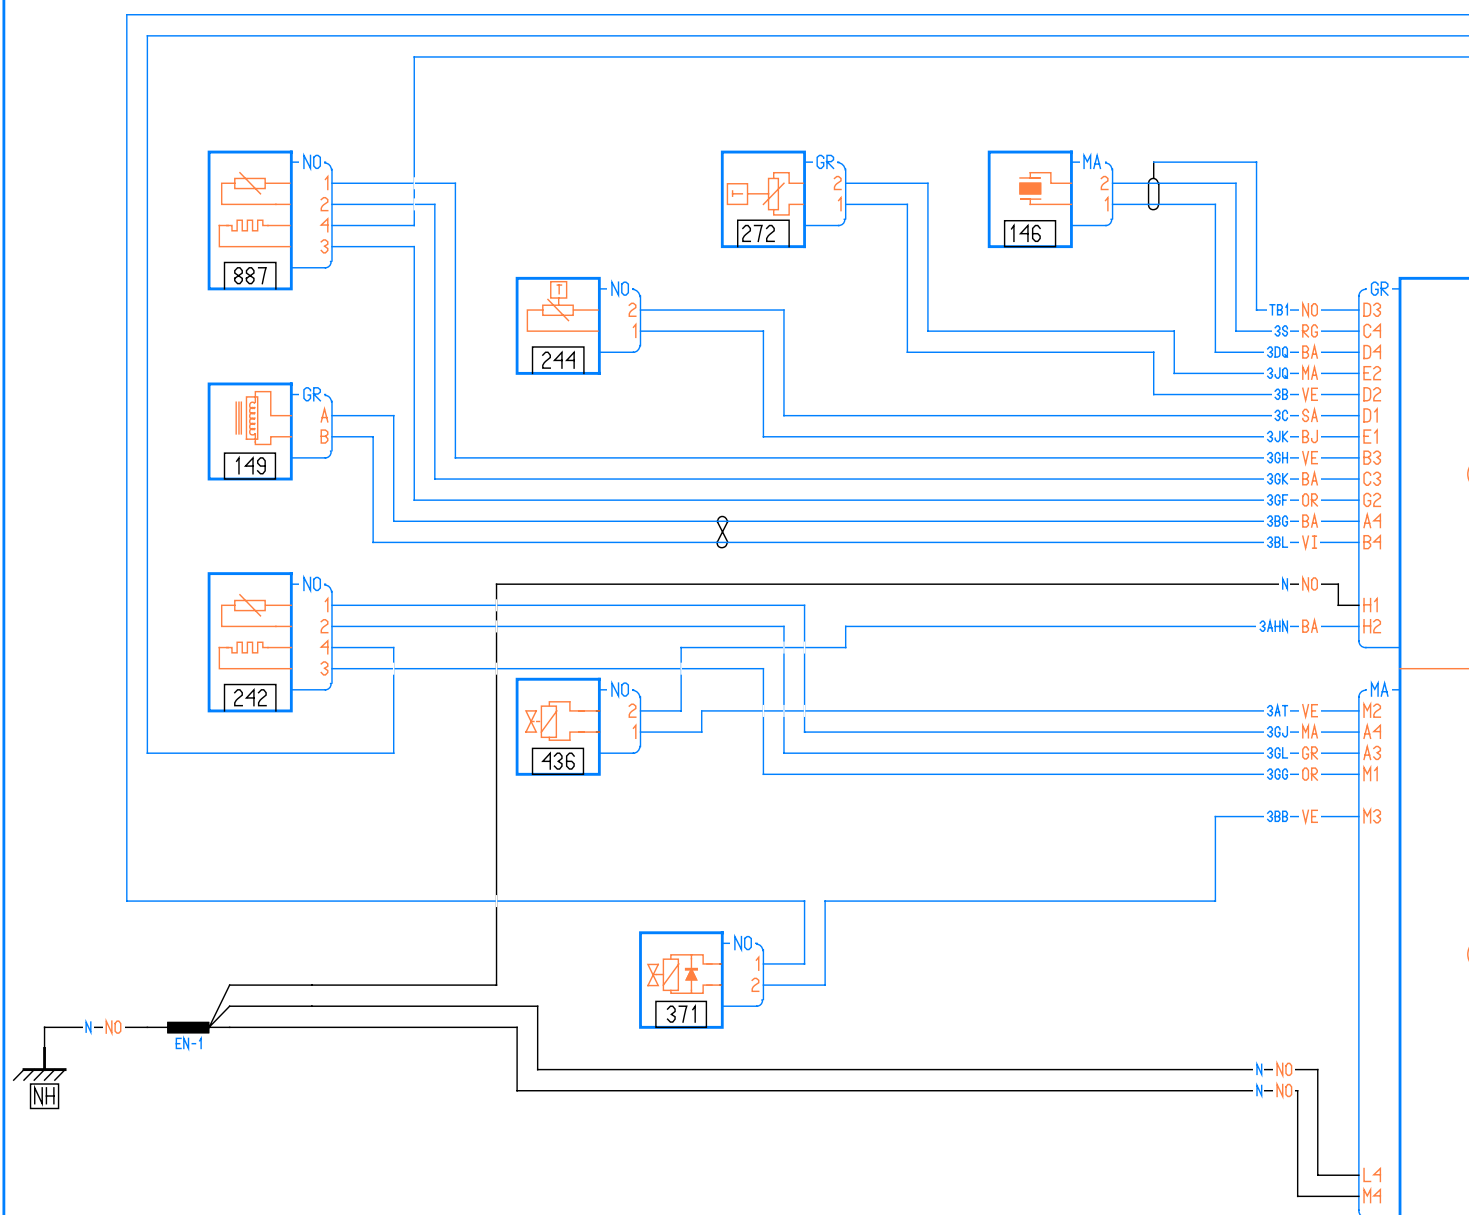 NO
1
2
4
3
887
GR
2
1
272
MA
2
1
146
T
NO
2
1
244
GR
A
B
149
GR
TB1 NO D3
3S RG C4
3DQ BA D4
3JQ MA E2
3B VE D2
3C SA D1
3JK BJ E1
3GH VE B3
3GK BA C3
3GF OR G2
3BG BA A4
3BL VI B4
N NO H1
3AHN BA H2
NO
1
2
4
3
242
NO
2
1
436
MA
3AT VE M2
3GJ MA A4
3GL GR A3
3GG OR M1
3BB VE M3
NO
1
2
371
N NO
EN-1
NH
N NO
N NO
L4
M4